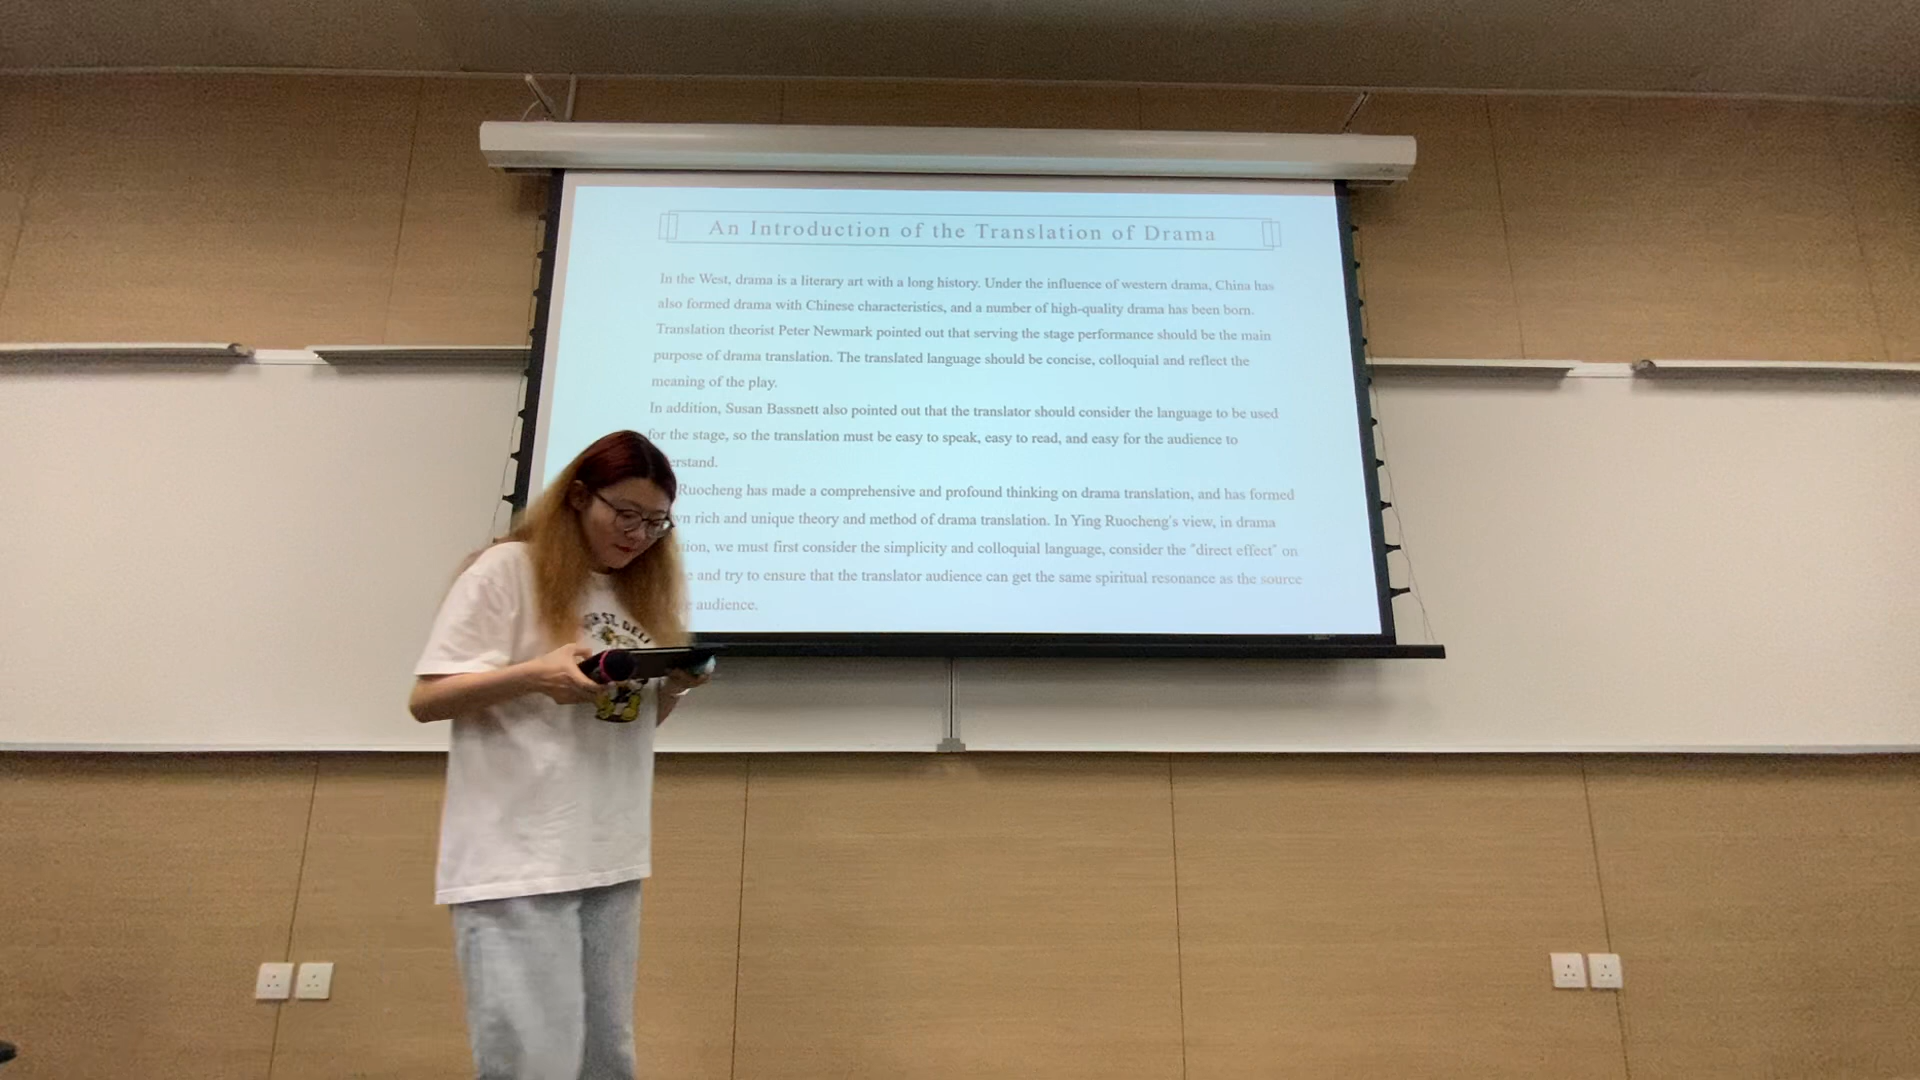 An Introduction of the Translation of Drama
In the West, drama is a literary art with a long history. Under the influence of western drama, China has
also formed drama with Chinese characteristics, and a number of high-quality drama has been born.
Translation theorist Peter Newmark pointed out that serving the stage performance should be the main
purpose of drama translation. The translated language should be concise, colloquial and reflect the
meaning of the play.
In addition, Susan Bassnett also pointed out that the translator should consider the language to be used
for the stage, so the translation must be easy to speak, easy to read, and easy for the audience to
erstand.
Ruocheng has made a comprehensive and profound thinking on drama translation, and has formed
wn rich and unique theory and method of drama translation. In Ying Ruocheng's view, in drama
tion, we must first consider the simplicity and colloquial language, consider the "direct effect" on
e and try to ensure that the translator audience can get the same spiritual resonance as the source
audience.
ST. DELI